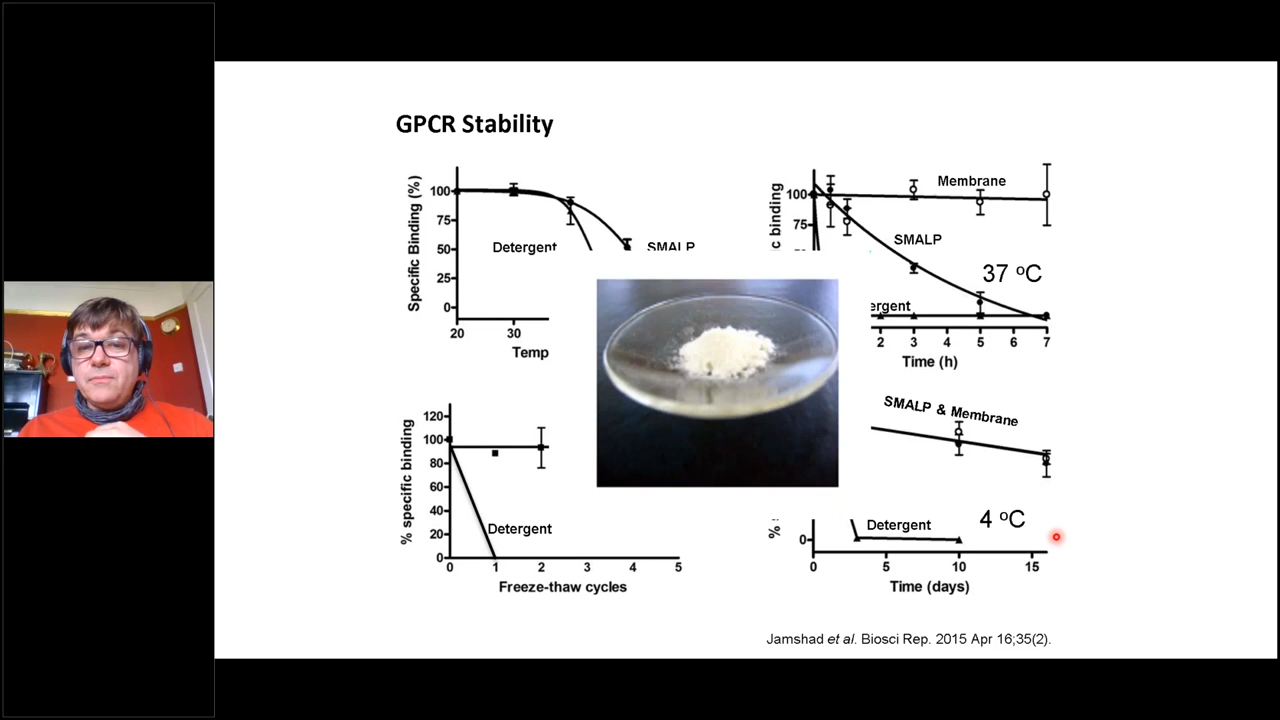 GPCR Stability
Specific Binding (%)
100
75
50
25
0
20
30
Temp
Detergent
SMALP
c binding
100
75
Membrane
SMALP
37 ºC
ergent
2
3
4
5
6
7
Time (h)
% specific binding
120
100
80
60
40
20
0
Detergent
0
1
2
3
4
5
Freeze-thaw cycles
SMALP & Membrane
%
0
Detergent
4 ºC
0
5
10
15
Time (days)
Jamshad et al. Biosci Rep. 2015 Apr 16;35(2).